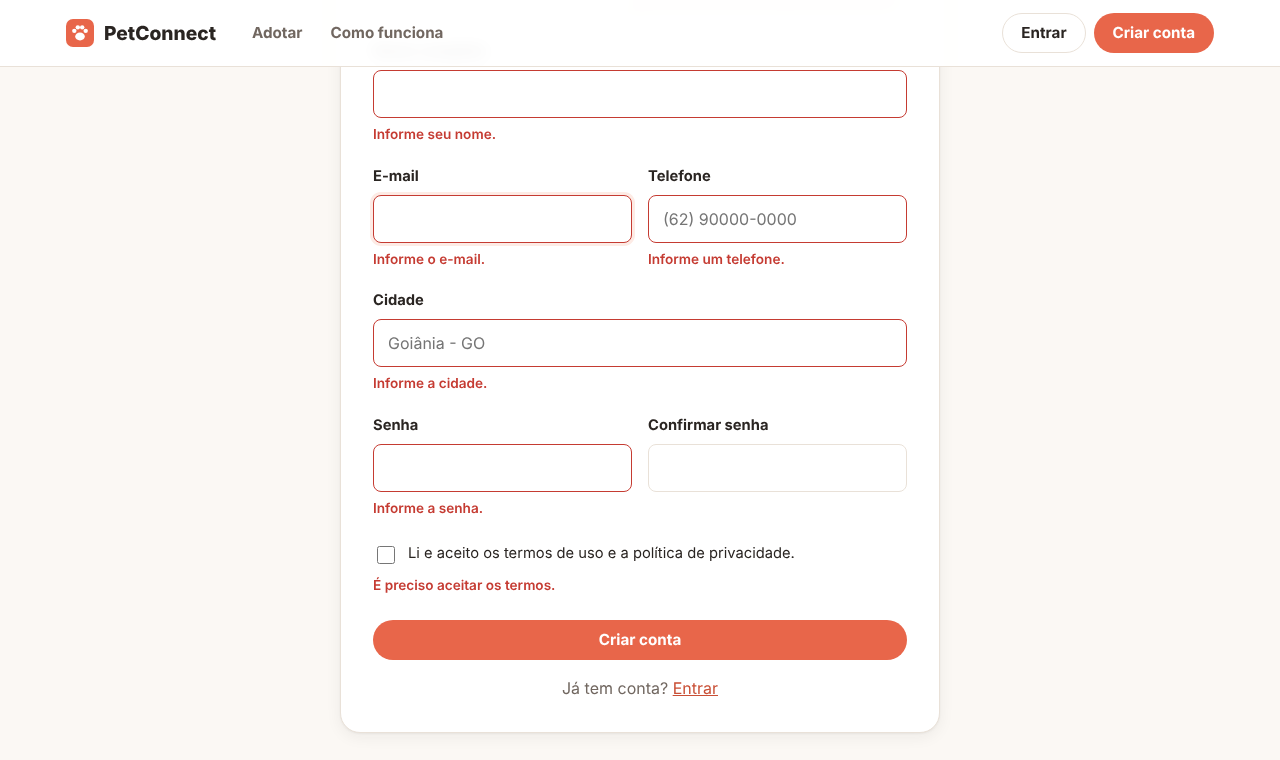 PetConnect Adotar Como funciona Entrar Criar conta
Informe seu nome.
E-mail Telefone
(62) 90000-0000
Informe o e-mail. Informe um telefone.
Cidade
Goiânia - GO
Informe a cidade.
Senha Confirmar senha
Informe a senha.
Li e aceito os termos de uso e a política de privacidade.
É preciso aceitar os termos.
Criar conta
Já tem conta? Entrar